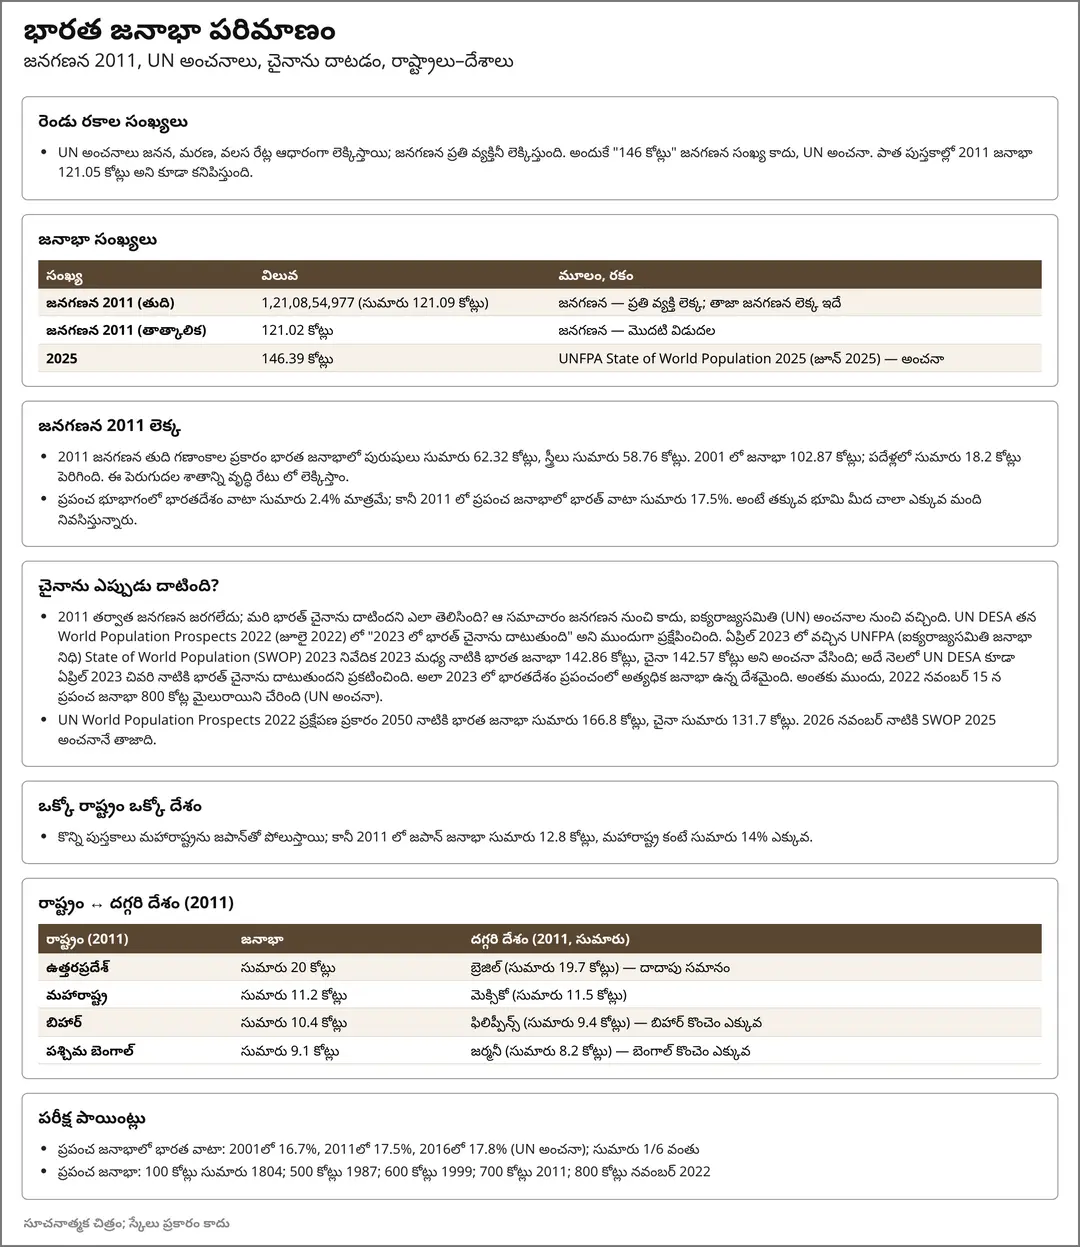 భారత జనాభా పరిమాణం
జనగణన 2011, UN అంచనాలు, చైనాను దాటడం, రాష్ట్రాలు–దేశాలు
రెండు రకాల సంఖ్యలు
• UN అంచనాలు జనన, మరణ, వలస రేట్ల ఆధారంగా లెక్కిస్తాయి; జనగణన ప్రతి వ్యక్తినీ లెక్కిస్తుంది. అందుకే "146 కోట్లు" జనగణన సంఖ్య కాదు, UN అంచనా. పాత పుస్తకాల్లో 2011 జనాభా
121.05 కోట్లు అని కూడా కనిపిస్తుంది.
జనాభా సంఖ్యలు
సంఖ్య విలువ మూలం, రకం
జనగణన 2011 (తుది) 1,21,08,54,977 (సుమారు 121.09 కోట్లు) జనగణన — ప్రతి వ్యక్తి లెక్క; తాజా జనగణన లెక్క ఇదే
జనగణన 2011 (తాత్కాలిక) 121.02 కోట్లు జనగణన — మొదటి విడుదల
2025 146.39 కోట్లు UNFPA State of World Population 2025 (జూన్ 2025) — అంచనా
జనగణన 2011 లెక్క
• 2011 జనగణన తుది గణాంకాల ప్రకారం భారత జనాభాలో పురుషులు సుమారు 62.32 కోట్లు, స్త్రీలు సుమారు 58.76 కోట్లు. 2001 లో జనాభా 102.87 కోట్లు; పదేళ్లలో సుమారు 18.2 కోట్లు
పెరిగింది. ఈ పెరుగుదల శాతాన్ని వృద్ధి రేటు లో లెక్కిస్తాం.
• ప్రపంచ భూభాగంలో భారతదేశం వాటా సుమారు 2.4% మాత్రమే; కానీ 2011 లో ప్రపంచ జనాభాలో భారత్ వాటా సుమారు 17.5%. అంటే తక్కువ భూమి మీద చాలా ఎక్కువ మంది
నివసిస్తున్నారు.
చైనాను ఎప్పుడు దాటింది?
• 2011 తర్వాత జనగణన జరగలేదు; మరి భారత్ చైనాను దాటిందని ఎలా తెలిసింది? ఆ సమాచారం జనగణన నుంచి కాదు, ఐక్యరాజ్యసమితి (UN) అంచనాల నుంచి వచ్చింది. UN DESA తన
World Population Prospects 2022 (జూలై 2022) లో "2023 లో భారత్ చైనాను దాటుతుంది" అని ముందుగా ప్రక్షేపించింది. ఏప్రిల్ 2023 లో వచ్చిన UNFPA (ఐక్యరాజ్యసమితి జనాభా
నిధి) State of World Population (SWOP) 2023 నివేదిక 2023 మధ్య నాటికి భారత జనాభా 142.86 కోట్లు, చైనా 142.57 కోట్లు అని అంచనా వేసింది; అదే నెలలో UN DESA కూడా
ఏప్రిల్ 2023 చివరి నాటికి భారత్ చైనాను దాటుతుందని ప్రకటించింది. అలా 2023 లో భారతదేశం ప్రపంచంలో అత్యధిక జనాభా ఉన్న దేశమైంది. అంతకు ముందు, 2022 నవంబర్ 15 న
ప్రపంచ జనాభా 800 కోట్ల మైలురాయిని చేరింది (UN అంచనా).
• UN World Population Prospects 2022 ప్రక్షేపణ ప్రకారం 2050 నాటికి భారత జనాభా సుమారు 166.8 కోట్లు, చైనా సుమారు 131.7 కోట్లు. 2026 నవంబర్ నాటికి SWOP 2025
అంచనానే తాజాది.
ఒక్కో రాష్ట్రం ఒక్కో దేశం
• కొన్ని పుస్తకాలు మహారాష్ట్రను జపాన్‌తో పోలుస్తాయి; కానీ 2011 లో జపాన్ జనాభా సుమారు 12.8 కోట్లు, మహారాష్ట్ర కంటే సుమారు 14% ఎక్కువ.
రాష్ట్రం ↔ దగ్గరి దేశం (2011)
రాష్ట్రం (2011) జనాభా దగ్గరి దేశం (2011, సుమారు)
ఉత్తరప్రదేశ్ సుమారు 20 కోట్లు బ్రెజిల్ (సుమారు 19.7 కోట్లు) — దాదాపు సమానం
మహారాష్ట్ర సుమారు 11.2 కోట్లు మెక్సికో (సుమారు 11.5 కోట్లు)
బిహార్ సుమారు 10.4 కోట్లు ఫిలిప్పీన్స్ (సుమారు 9.4 కోట్లు) — బిహార్ కొంచెం ఎక్కువ
పశ్చిమ బెంగాల్ సుమారు 9.1 కోట్లు జర్మనీ (సుమారు 8.2 కోట్లు) — బెంగాల్ కొంచెం ఎక్కువ
పరీక్ష పాయింట్లు
• ప్రపంచ జనాభాలో భారత వాటా: 2001లో 16.7%, 2011లో 17.5%, 2016లో 17.8% (UN అంచనా); సుమారు 1/6 వంతు
• ప్రపంచ జనాభా: 100 కోట్లు సుమారు 1804; 500 కోట్లు 1987; 600 కోట్లు 1999; 700 కోట్లు 2011; 800 కోట్లు నవంబర్ 2022
సూచనాత్మక చిత్రం; స్కేలు ప్రకారం కాదు